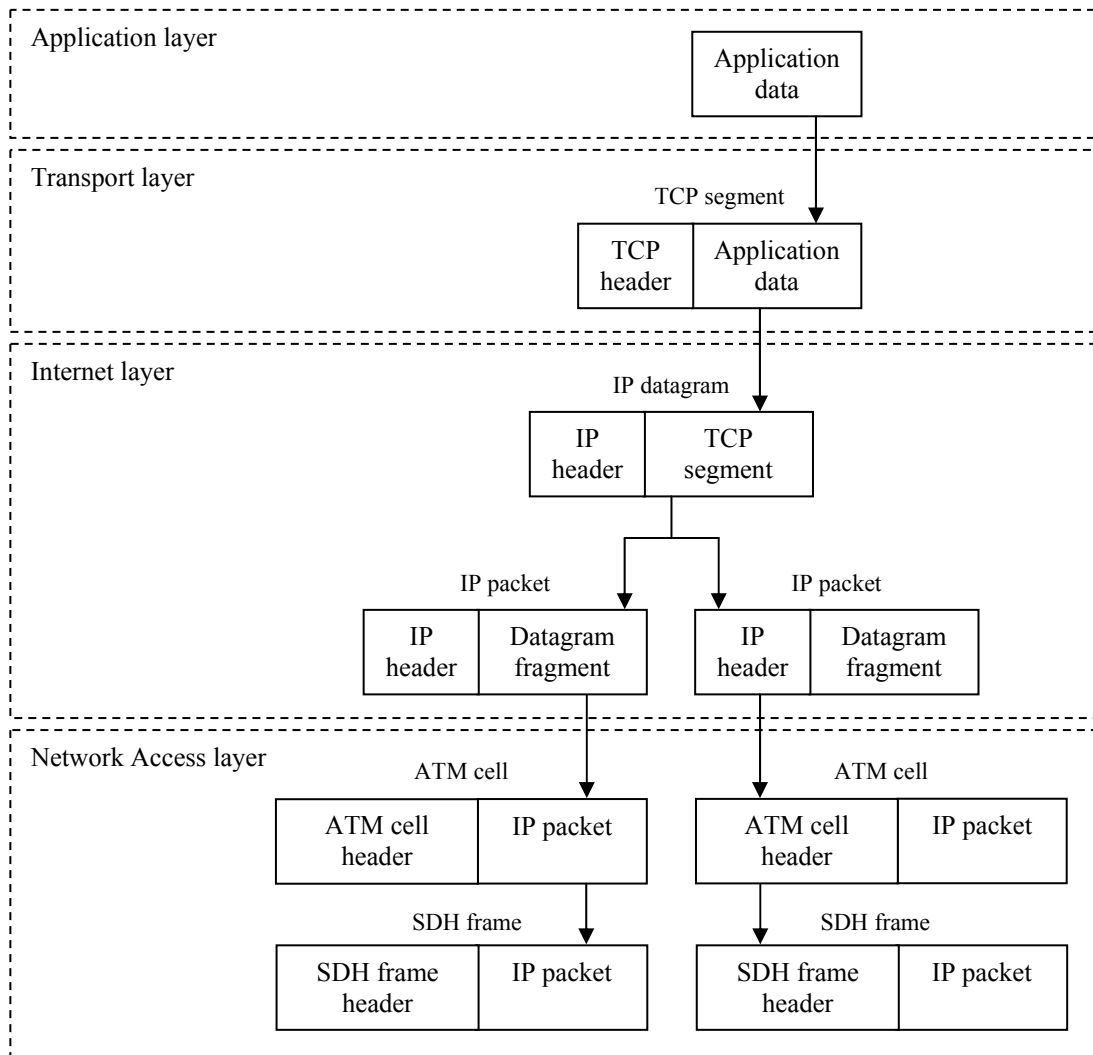 Application layer
Application
data
Transport layer
TCP segment
TCP
header
Application
data
Internet layer
IP datagram
IP
header
TCP
segment
IP packet
IP
header
Datagram
fragment
IP packet
IP
header
Datagram
fragment
Network Access layer
ATM cell
ATM cell
header
IP packet
ATM cell
ATM cell
header
IP packet
SDH frame
SDH frame
header
IP packet
SDH frame
SDH frame
header
IP packet